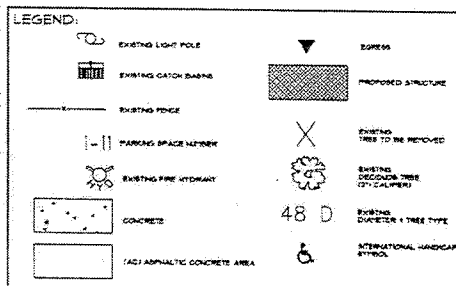 LEGEND:
EXISTING LIGHT POLE
EXISTING CATCH BASINS
EXISTING FENCE
PARKING SPACE NUMBER
EXISTING FIRE HYDRANT
CONCRETE
(AC) ASPHALTIC CONCRETE AREA
EGRESS
PROPOSED STRUCTURE
EXISTING
TREE TO BE REMOVED
EXISTING
DECIDUOUS TREE
CALIPER)
48 D
EXISTING
DIAMETER & TREE TYPE
INTERNATIONAL HANDICAP
SYMBOL